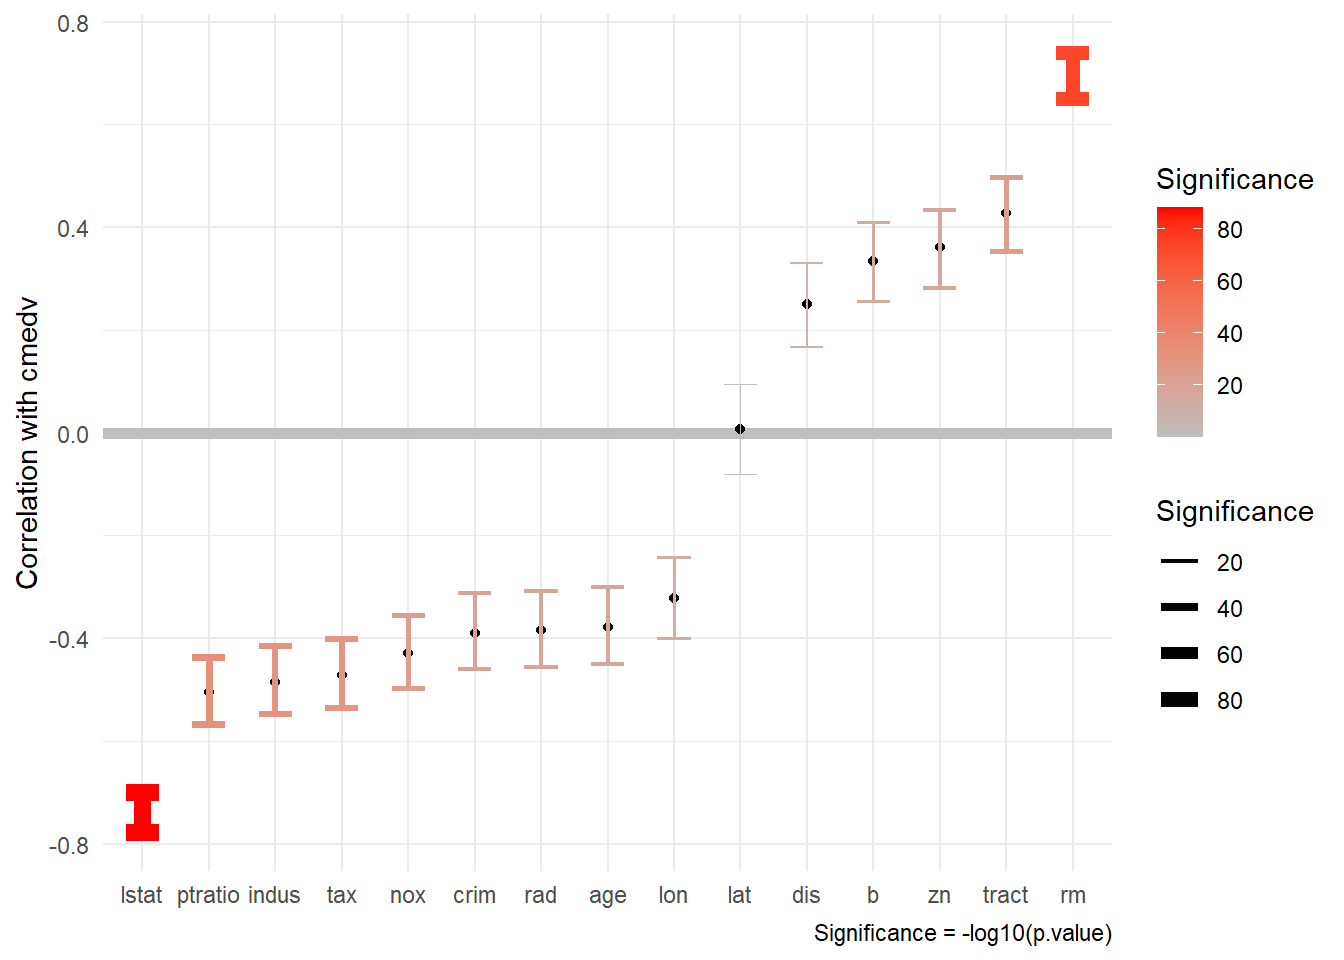 0.8
0.4
0.0
-0.4
-0.8
Correlation with cmedv
lstat ptratio indus tax nox crim rad age lon lat dis b zn tract rm
Significance = -log10(p.value)
Significance
80
60
40
20
Significance
20
40
60
80